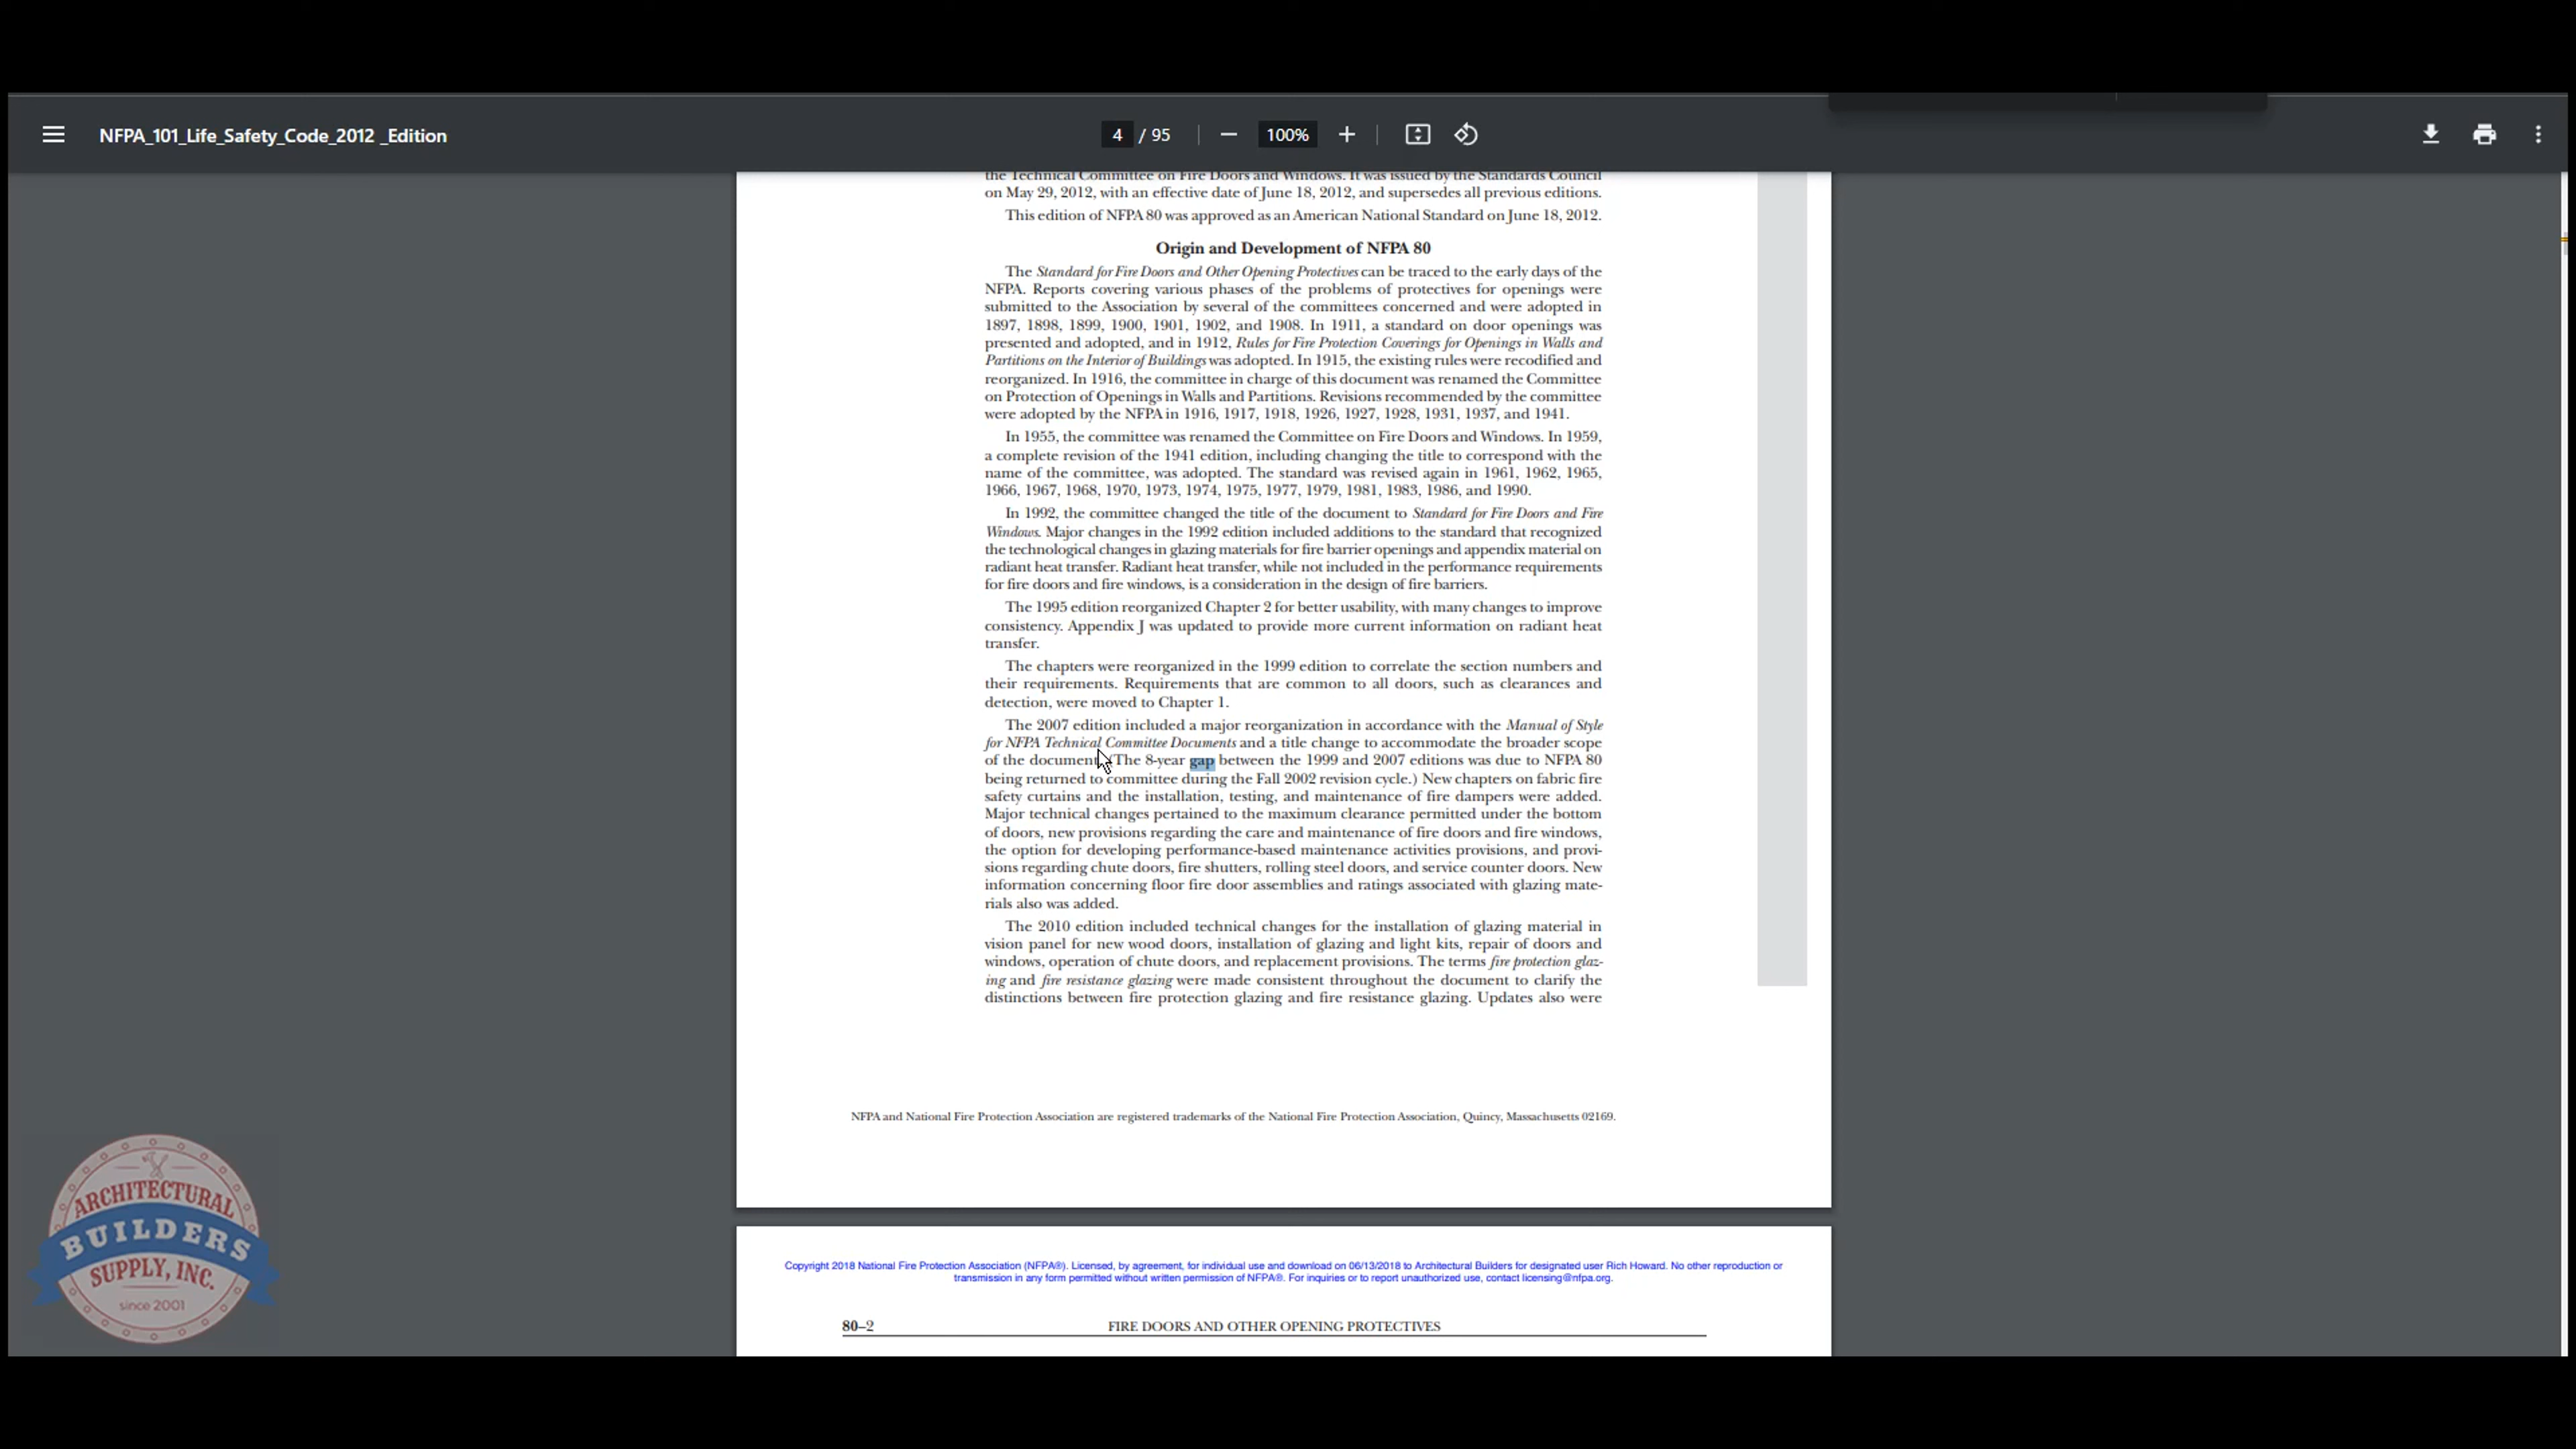 NFPA_101_Life_Safety_Code_2012 _Edition
4 / 95
100%
the Technical Committee on Fire Doors and Windows. It was issued by the Standards Council
on May 29, 2012, with an effective date of June 18, 2012, and supersedes all previous editions.
This edition of NFPA 80 was approved as an American National Standard on June 18, 2012.
Origin and Development of NFPA 80
The Standard for Fire Doors and Other Opening Protectives can be traced to the early days of the
NFPA. Reports covering various phases of the problems of protectives for openings were
submitted to the Association by several of the committees concerned and were adopted in
1897, 1898, 1899, 1900, 1901, 1902, and 1908. In 1911, a standard on door openings was
presented and adopted, and in 1912, Rules for Fire Protection Coverings for Openings in Walls and
Partitions on the Interior of Buildings was adopted. In 1915, the existing rules were recodified and
reorganized. In 1916, the committee in charge of this document was renamed the Committee
on Protection of Openings in Walls and Partitions. Revisions recommended by the committee
were adopted by the NFPA in 1916, 1917, 1918, 1926, 1927, 1928, 1931, 1937, and 1941.
In 1955, the committee was renamed the Committee on Fire Doors and Windows. In 1959,
a complete revision of the 1941 edition, including changing the title to correspond with the
name of the committee, was adopted. The standard was revised again in 1961, 1962, 1965,
1966, 1967, 1968, 1970, 1973, 1974, 1975, 1977, 1979, 1981, 1983, 1986, and 1990.
In 1992, the committee changed the title of the document to Standard for Fire Doors and Fire
Windows. Major changes in the 1992 edition included additions to the standard that recognized
the technological changes in glazing materials for fire barrier openings and appendix material on
radiant heat transfer. Radiant heat transfer, while not included in the performance requirements
for fire doors and fire windows, is a consideration in the design of fire barriers.
The 1995 edition reorganized Chapter 2 for better usability, with many changes to improve
consistency. Appendix J was updated to provide more current information on radiant heat
transfer.
The chapters were reorganized in the 1999 edition to correlate the section numbers and
their requirements. Requirements that are common to all doors, such as clearances and
detection, were moved to Chapter 1.
The 2007 edition included a major reorganization in accordance with the Manual of Style
for NFPA Technical Committee Documents and a title change to accommodate the broader scope
of the document. (The 8-year gap between the 1999 and 2007 editions was due to NFPA 80
being returned to committee during the Fall 2002 revision cycle.) New chapters on fabric fire
safety curtains and the installation, testing, and maintenance of fire dampers were added.
Major technical changes pertained to the maximum clearance permitted under the bottom
of doors, new provisions regarding the care and maintenance of fire doors and fire windows,
the option for developing performance-based maintenance activities provisions, and provi-
sions regarding chute doors, fire shutters, rolling steel doors, and service counter doors. New
information concerning floor fire door assemblies and ratings associated with glazing mate-
rials also was added.
The 2010 edition included technical changes for the installation of glazing material in
vision panel for new wood doors, installation of glazing and light kits, repair of doors and
windows, operation of chute doors, and replacement provisions. The terms fire protection glaz-
ing and fire resistance glazing were made consistent throughout the document to clarify the
distinctions between fire protection glazing and fire resistance glazing. Updates also were
NFPA and National Fire Protection Association are registered trademarks of the National Fire Protection Association, Quincy, Massachusetts 02169.
Copyright 2018 National Fire Protection Association (NFPA®). Licensed, by agreement, for individual use and download on 06/13/2018 to Architectural Builders for designated user Rich Howard. No other reproduction or
transmission in any form permitted without written permission of NFPA®. For inquiries or to report unauthorized use, contact licensing@nfpa.org.
80–2 FIRE DOORS AND OTHER OPENING PROTECTIVES
ARCHITECTURAL
BUILDERS
SUPPLY, INC.
since 2001